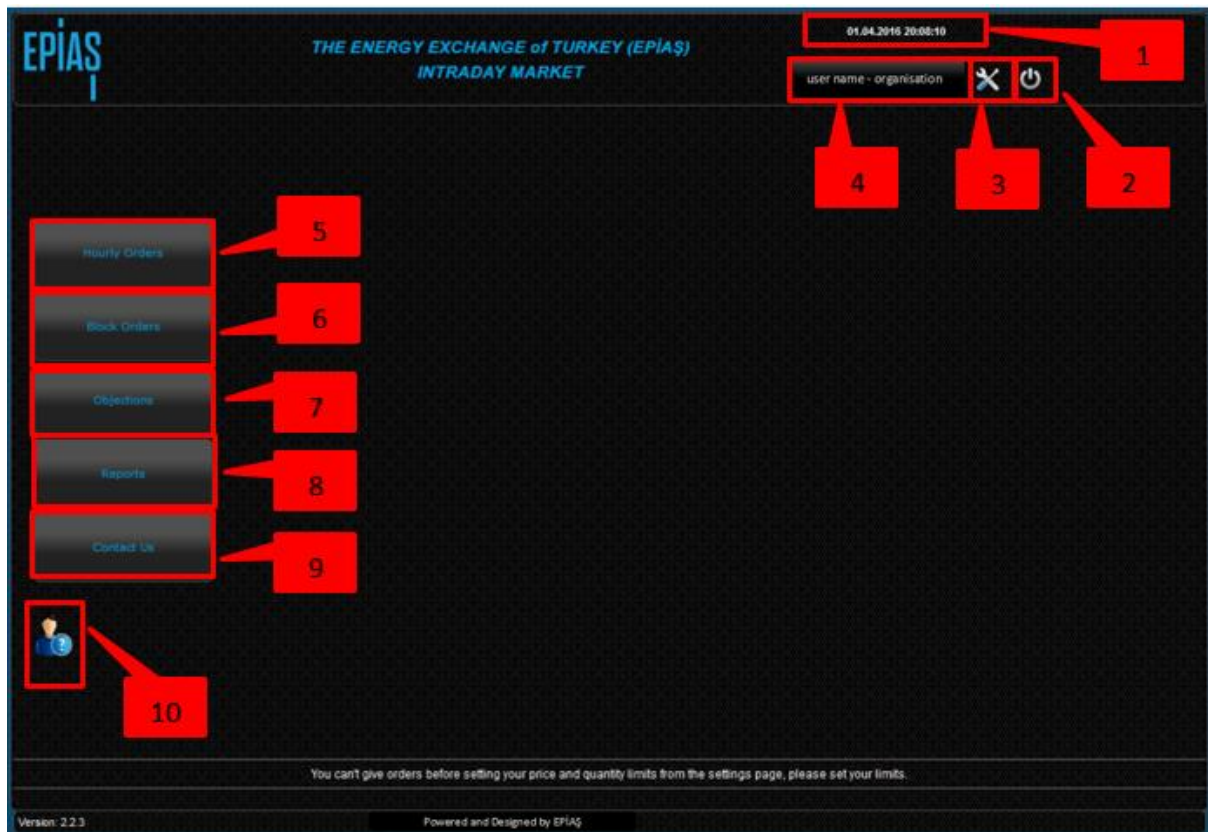 EPİAŞ
THE ENERGY EXCHANGE of TURKEY (EPİAŞ)
INTRADAY MARKET
01.04.2016 20:08:10
1
user name - organisation
4
3
2
Hourly Orders
5
Block Orders
6
Objections
7
Reports
8
Contact Us
9
?
10
You can't give orders before setting your price and quantity limits from the settings page, please set your limits.
Version: 2.2.3
Powered and Designed by EPİAŞ